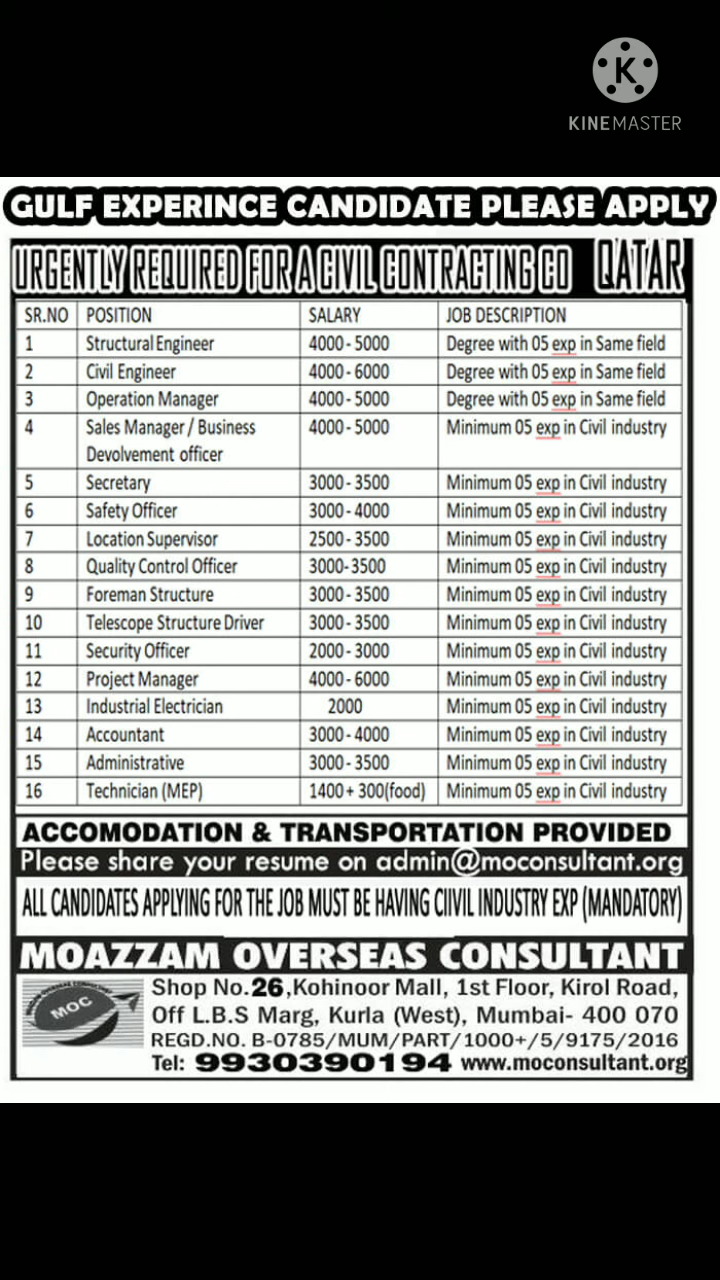 KINEMASTER
GULF EXPERINCE CANDIDATE PLEASE APPLY
URGENTLY REQUIRED FOR A CIVIL CONTRACTING CO QATAR
SR.NO POSITION SALARY JOB DESCRIPTION
1 Structural Engineer 4000 - 5000 Degree with 05 exp in Same field
2 Civil Engineer 4000 - 6000 Degree with 05 exp in Same field
3 Operation Manager 4000 - 5000 Degree with 05 exp in Same field
4 Sales Manager / Business 4000 - 5000 Minimum 05 exp in Civil industry
Devolvement officer
5 Secretary 3000 - 3500 Minimum 05 exp in Civil industry
6 Safety Officer 3000 - 4000 Minimum 05 exp in Civil industry
7 Location Supervisor 2500 - 3500 Minimum 05 exp in Civil industry
8 Quality Control Officer 3000- 3500 Minimum 05 exp in Civil industry
9 Foreman Structure 3000 - 3500 Minimum 05 exp in Civil industry
10 Telescope Structure Driver 3000 - 3500 Minimum 05 exp in Civil industry
11 Security Officer 2000 - 3000 Minimum 05 exp in Civil industry
12 Project Manager 4000 - 6000 Minimum 05 exp in Civil industry
13 Industrial Electrician 2000 Minimum 05 exp in Civil industry
14 Accountant 3000 - 4000 Minimum 05 exp in Civil industry
15 Administrative 3000 - 3500 Minimum 05 exp in Civil industry
16 Technician (MEP) 1400 + 300(food) Minimum 05 exp in Civil industry
ACCOMODATION & TRANSPORTATION PROVIDED
Please share your resume on admin@moconsultant.org
ALL CANDIDATES APPLYING FOR THE JOB MUST BE HAVING CIIVIL INDUSTRY EXP (MANDATORY)
MOAZZAM OVERSEAS CONSULTANT
MOAZZAM OVERSEAS CONSULTANT
MOC
Shop No.26,Kohinoor Mall, 1st Floor, Kirol Road,
Off L.B.S Marg, Kurla (West), Mumbai- 400 070
REGD.NO. B-0785/MUM/PART/1000+/5/9175/2016
Tel: 9930390194 www.moconsultant.org